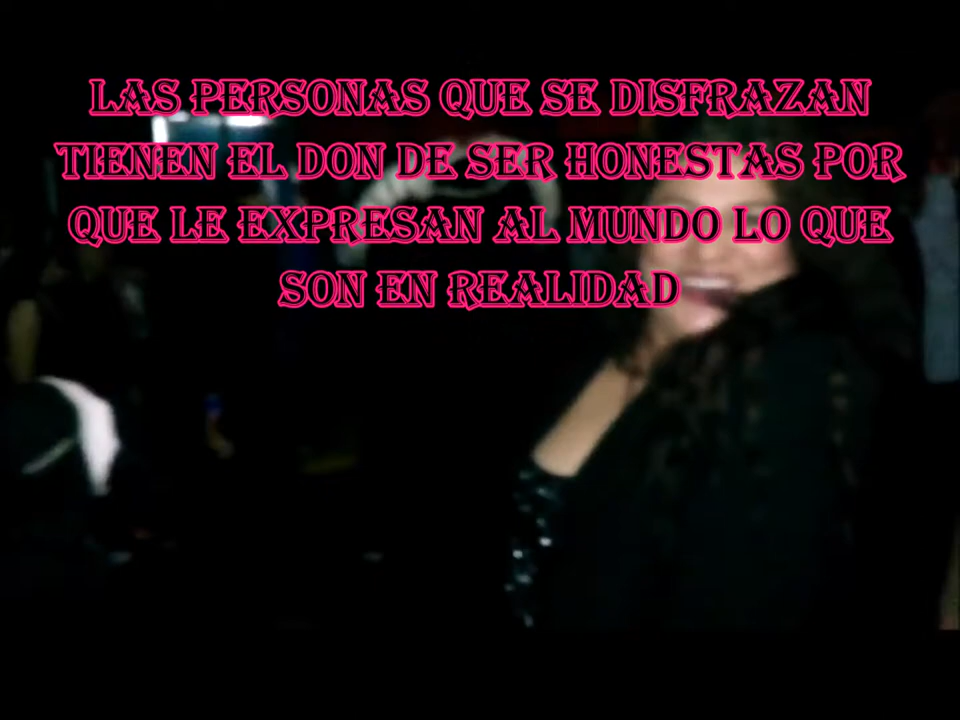 LAS PERSONAS QUE SE DISFRAZAN
TIENEN EL DON DE SER HONESTAS POR
QUE LE EXPRESAN AL MUNDO LO QUE
SON EN REALIDAD